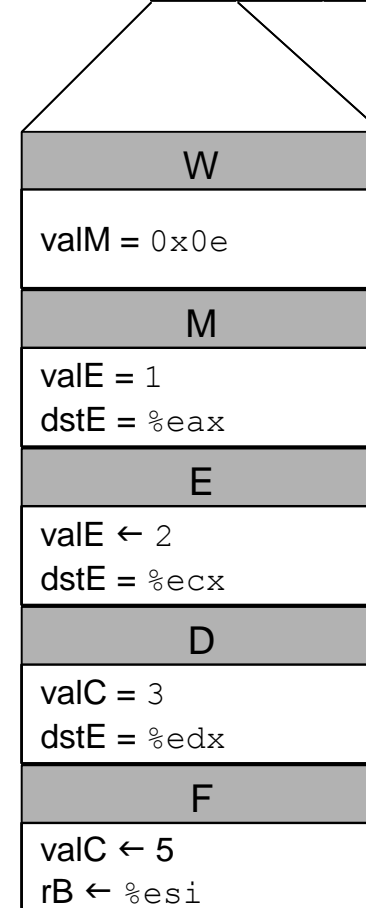 W
valM = 0x0e
M
valE = 1
dstE = %eax
E
valE ← 2
dstE = %ecx
D
valC = 3
dstE = %edx
F
valC ← 5
rB ← %esi